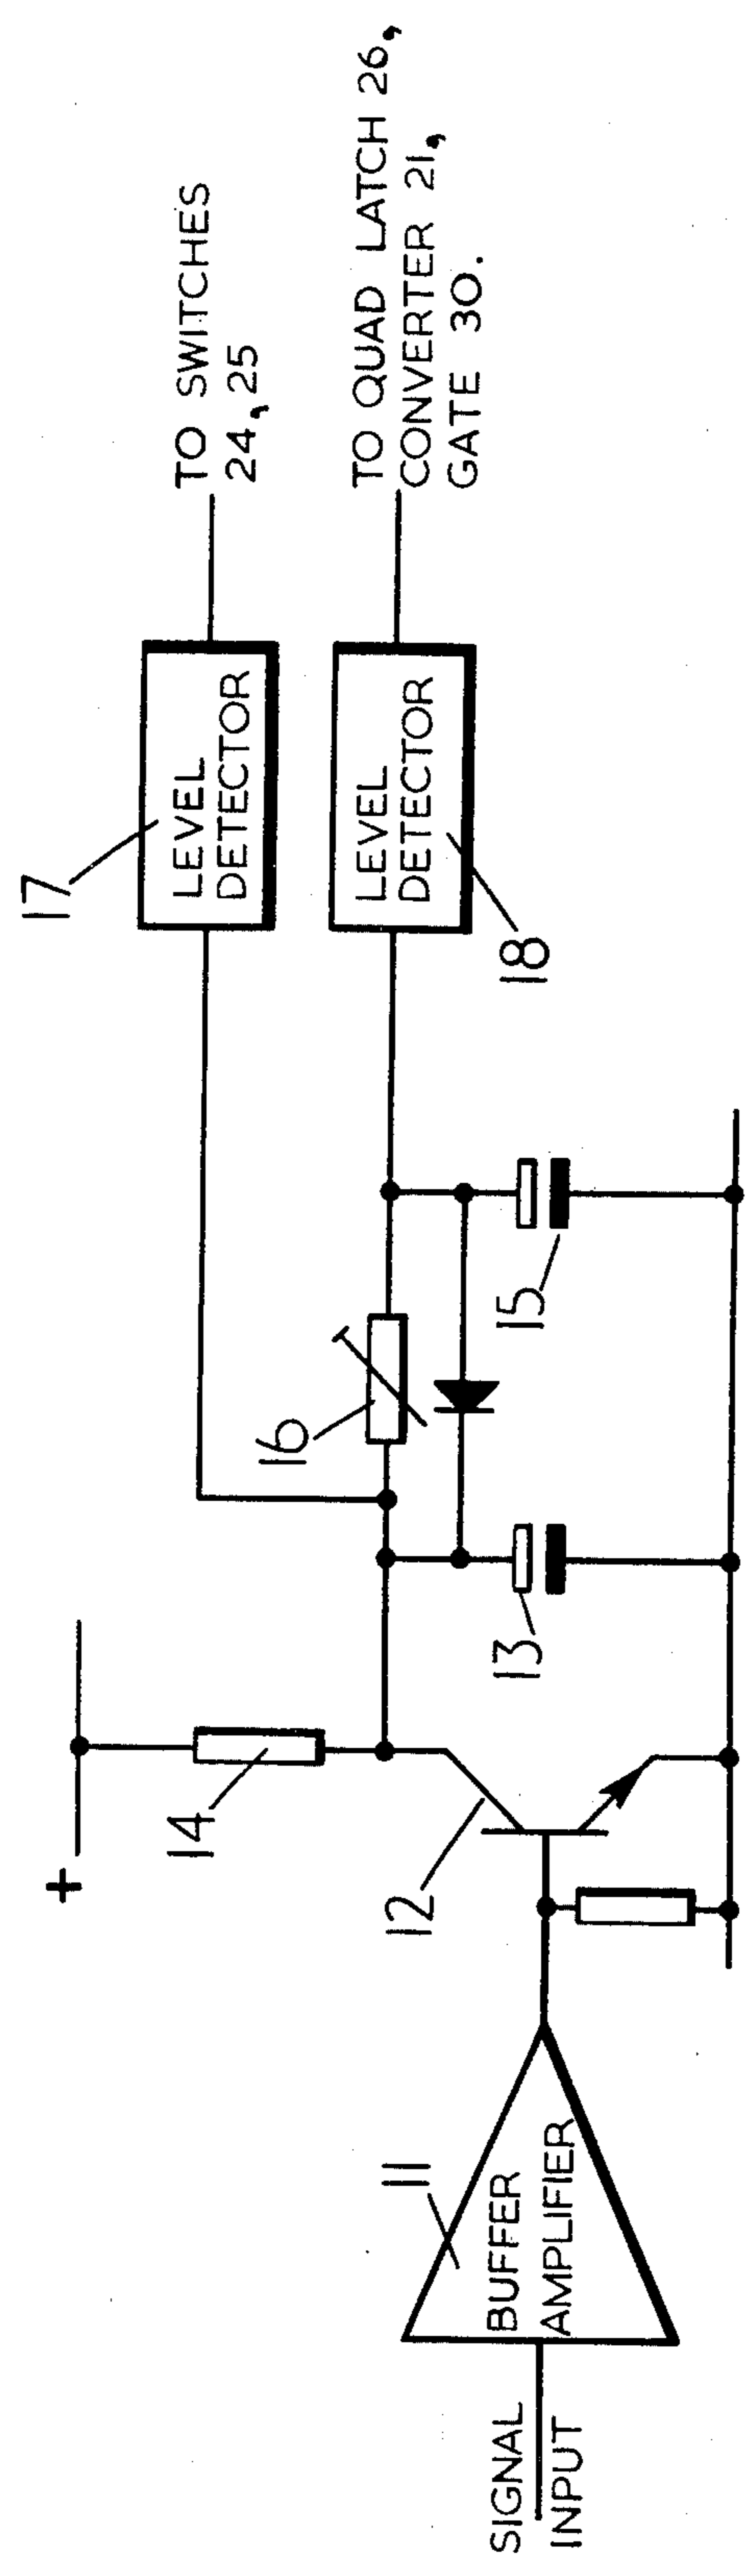 TO SWITCHES
24, 25
TO QUAD LATCH 26,
CONVERTER 21,
GATE 30.
17
LEVEL
DETECTOR
LEVEL
DETECTOR
18
16
15
13
+
14
12
11
BUFFER
AMPLIFIER
SIGNAL
INPUT